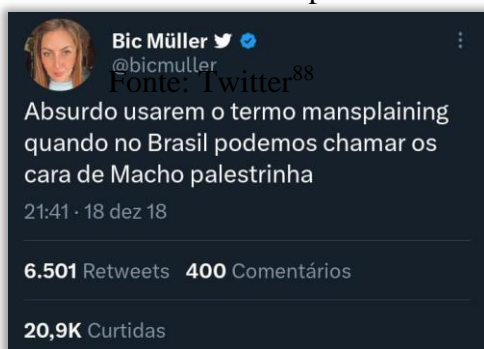 Bic Müller
@bicmuller
Fonte: Twitter88
Absurdo usarem o termo mansplaining
quando no Brasil podemos chamar os
cara de Macho palestrinha
21:41 · 18 dez 18
6.501 Retweets 400 Comentários
20,9K Curtidas